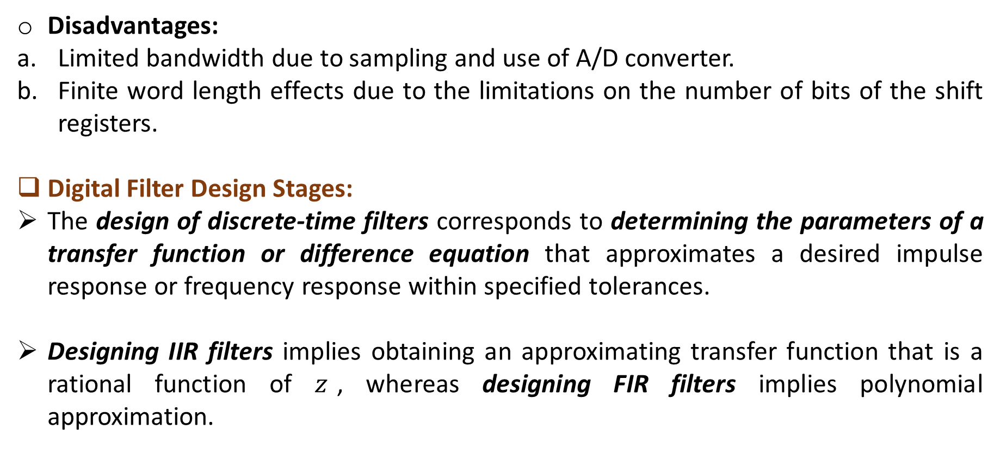 ○ Disadvantages:
a. Limited bandwidth due to sampling and use of A/D converter.
b. Finite word length effects due to the limitations on the number of bits of the shift
registers.
❑ Digital Filter Design Stages:
➢ The design of discrete-time filters corresponds to determining the parameters of a
transfer function or difference equation that approximates a desired impulse
response or frequency response within specified tolerances.
➢ Designing IIR filters implies obtaining an approximating transfer function that is a
rational function of z , whereas designing FIR filters implies polynomial
approximation.